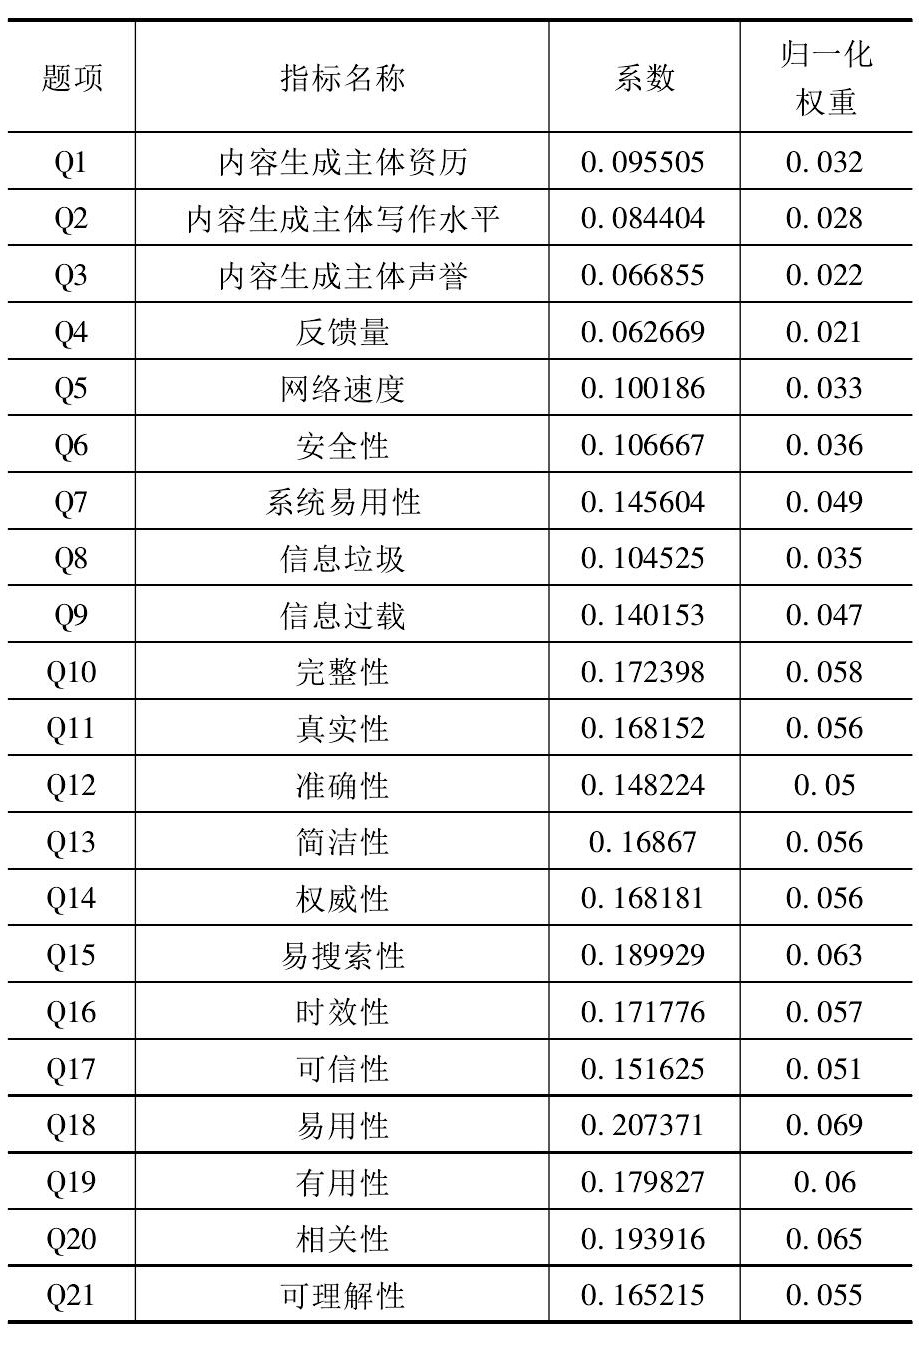 题项 指标名称 系数 归一化权重
Q1 内容生成主体资历 0.095505 0.032
Q2 内容生成主体写作水平 0.084404 0.028
Q3 内容生成主体声誉 0.066855 0.022
Q4 反馈量 0.062669 0.021
Q5 网络速度 0.100186 0.033
Q6 安全性 0.106667 0.036
Q7 系统易用性 0.145604 0.049
Q8 信息垃圾 0.104525 0.035
Q9 信息过载 0.140153 0.047
Q10 完整性 0.172398 0.058
Q11 真实性 0.168152 0.056
Q12 准确性 0.148224 0.05
Q13 简洁性 0.16867 0.056
Q14 权威性 0.168181 0.056
Q15 易搜索性 0.189929 0.063
Q16 时效性 0.171776 0.057
Q17 可信性 0.151625 0.051
Q18 易用性 0.207371 0.069
Q19 有用性 0.179827 0.06
Q20 相关性 0.193916 0.065
Q21 可理解性 0.165215 0.055